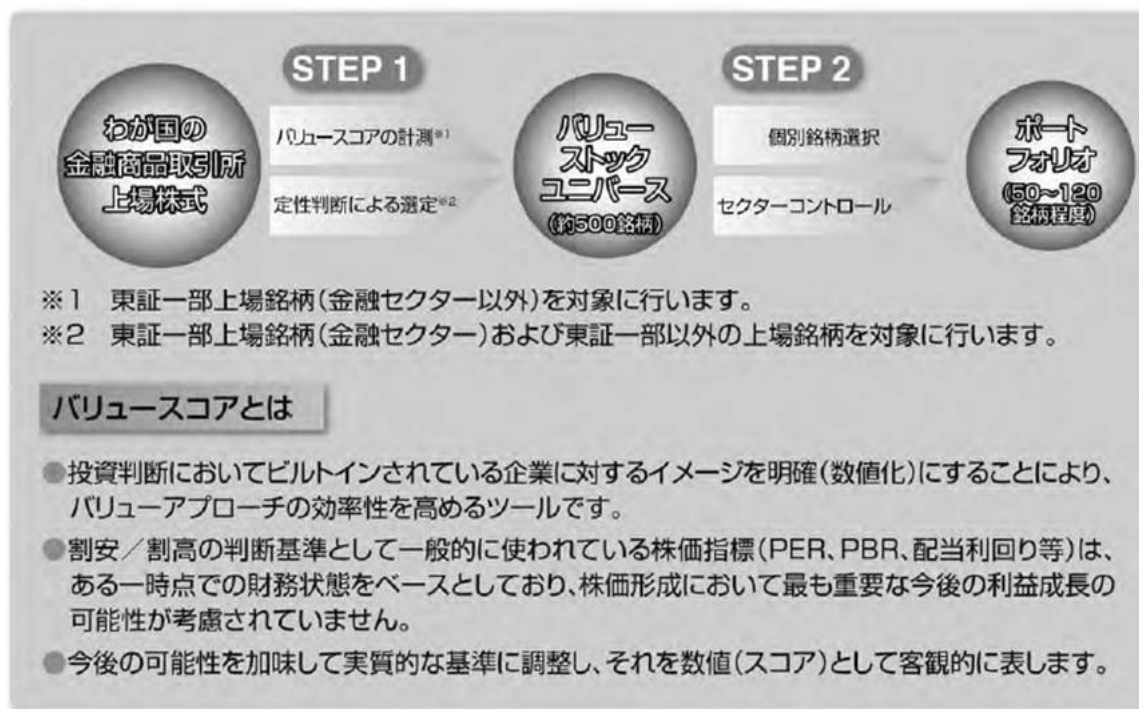 STEP 1
STEP 2
わが国の
金融商品取引所
上場株式
バリュースコアの計測※1
定性判断による選定※2
バリュー
ストック
ユニバース
(約500銘柄)
個別銘柄選択
セクターコントロール
ポート
フォリオ
(50〜120
銘柄程度)
※1 東証一部上場銘柄(金融セクター以外)を対象に行います。
※2 東証一部上場銘柄(金融セクター)および東証一部以外の上場銘柄を対象に行います。
バリュースコアとは
●投資判断においてビルトインされている企業に対するイメージを明確(数値化)にすることにより、
バリューアプローチの効率性を高めるツールです。
●割安／割高の判断基準として一般的に使われている株価指標(PER、PBR、配当利回り等)は、
ある一時点での財務状態をベースとしており、株価形成において最も重要な今後の利益成長の
可能性が考慮されていません。
●今後の可能性を加味して実質的な基準に調整し、それを数値(スコア)として客観的に表します。